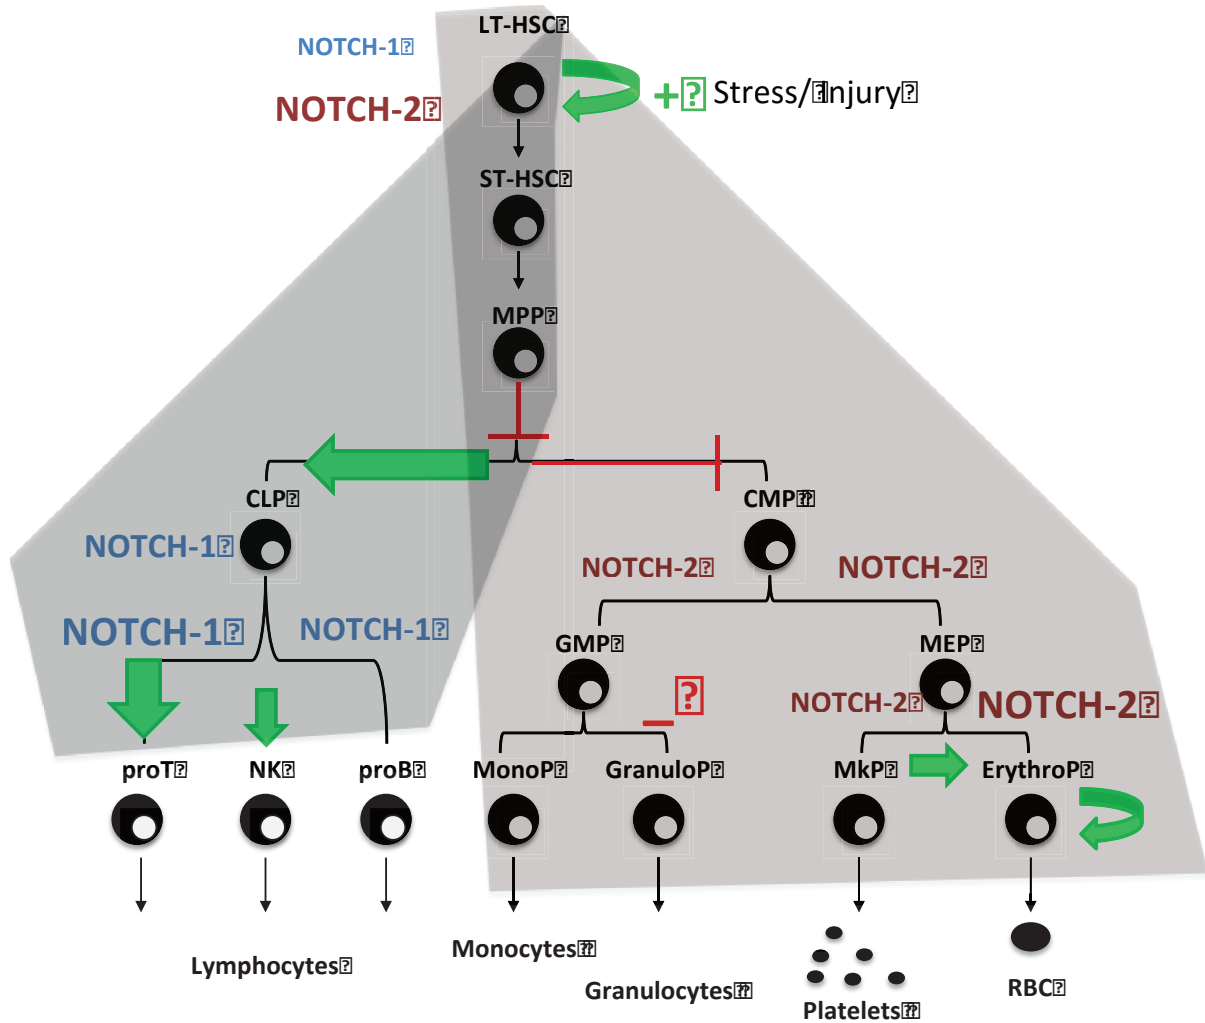 LT-HSC
NOTCH-1
NOTCH-2
+ Stress/ Injury
ST-HSC
MPP
CLP
CMP
NOTCH-1
NOTCH-2
NOTCH-2
NOTCH-1
NOTCH-1
GMP
MEP
NOTCH-2
NOTCH-2
_
proT
NK
proB
MonoP
GranuloP
MkP
ErythroP
Lymphocytes
Monocytes
Granulocytes
Platelets
RBC